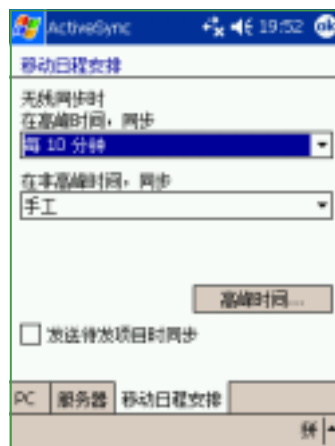 ActiveSync 19:52 ok
移动日程安排
无线同步时
在高峰时间，同步
每 10 分钟
在非高峰时间，同步
手工
高峰时间...
发送待发项目时同步
PC 服务器 移动日程安排
拼